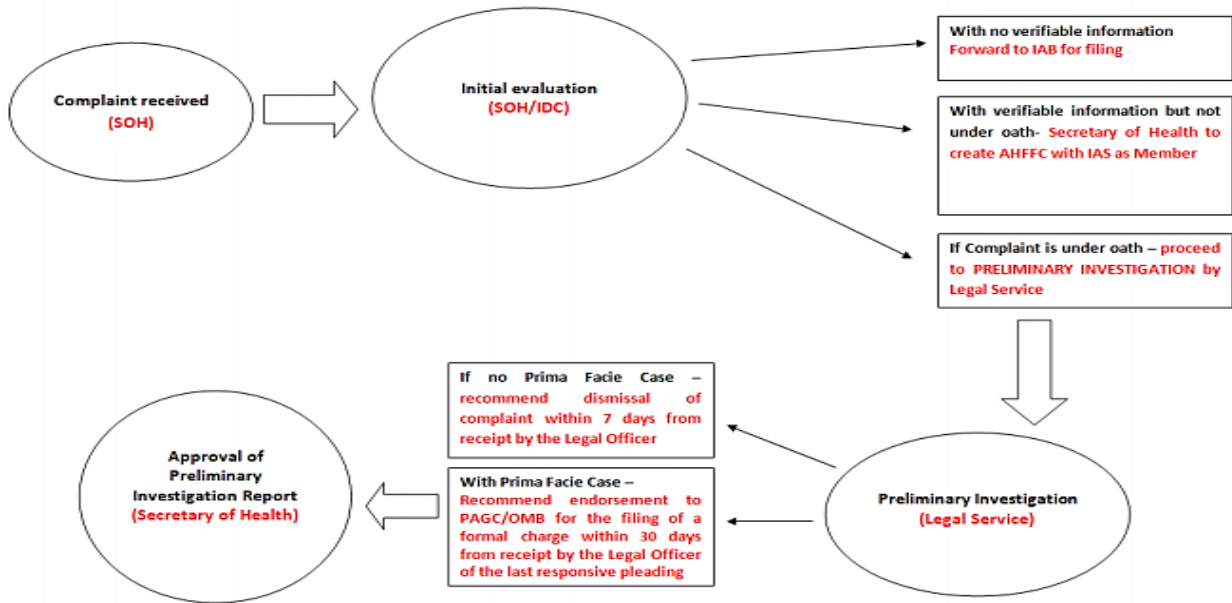 Complaint received
(SOH)
Initial evaluation
(SOH/IDC)
With no verifiable information
Forward to IAB for filing
With verifiable information but not
under oath- Secretary of Health to
create AHFFC with IAS as Member
If Complaint is under oath – proceed
to PRELIMINARY INVESTIGATION by
Legal Service
Preliminary Investigation
(Legal Service)
If no Prima Facie Case –
recommend dismissal of
complaint within 7 days from
receipt by the Legal Officer
With Prima Facie Case –
Recommend endorsement to
PAGC/OMB for the filing of a
formal charge within 30 days
from receipt by the Legal Officer
of the last responsive pleading
Approval of
Preliminary
Investigation Report
(Secretary of Health)